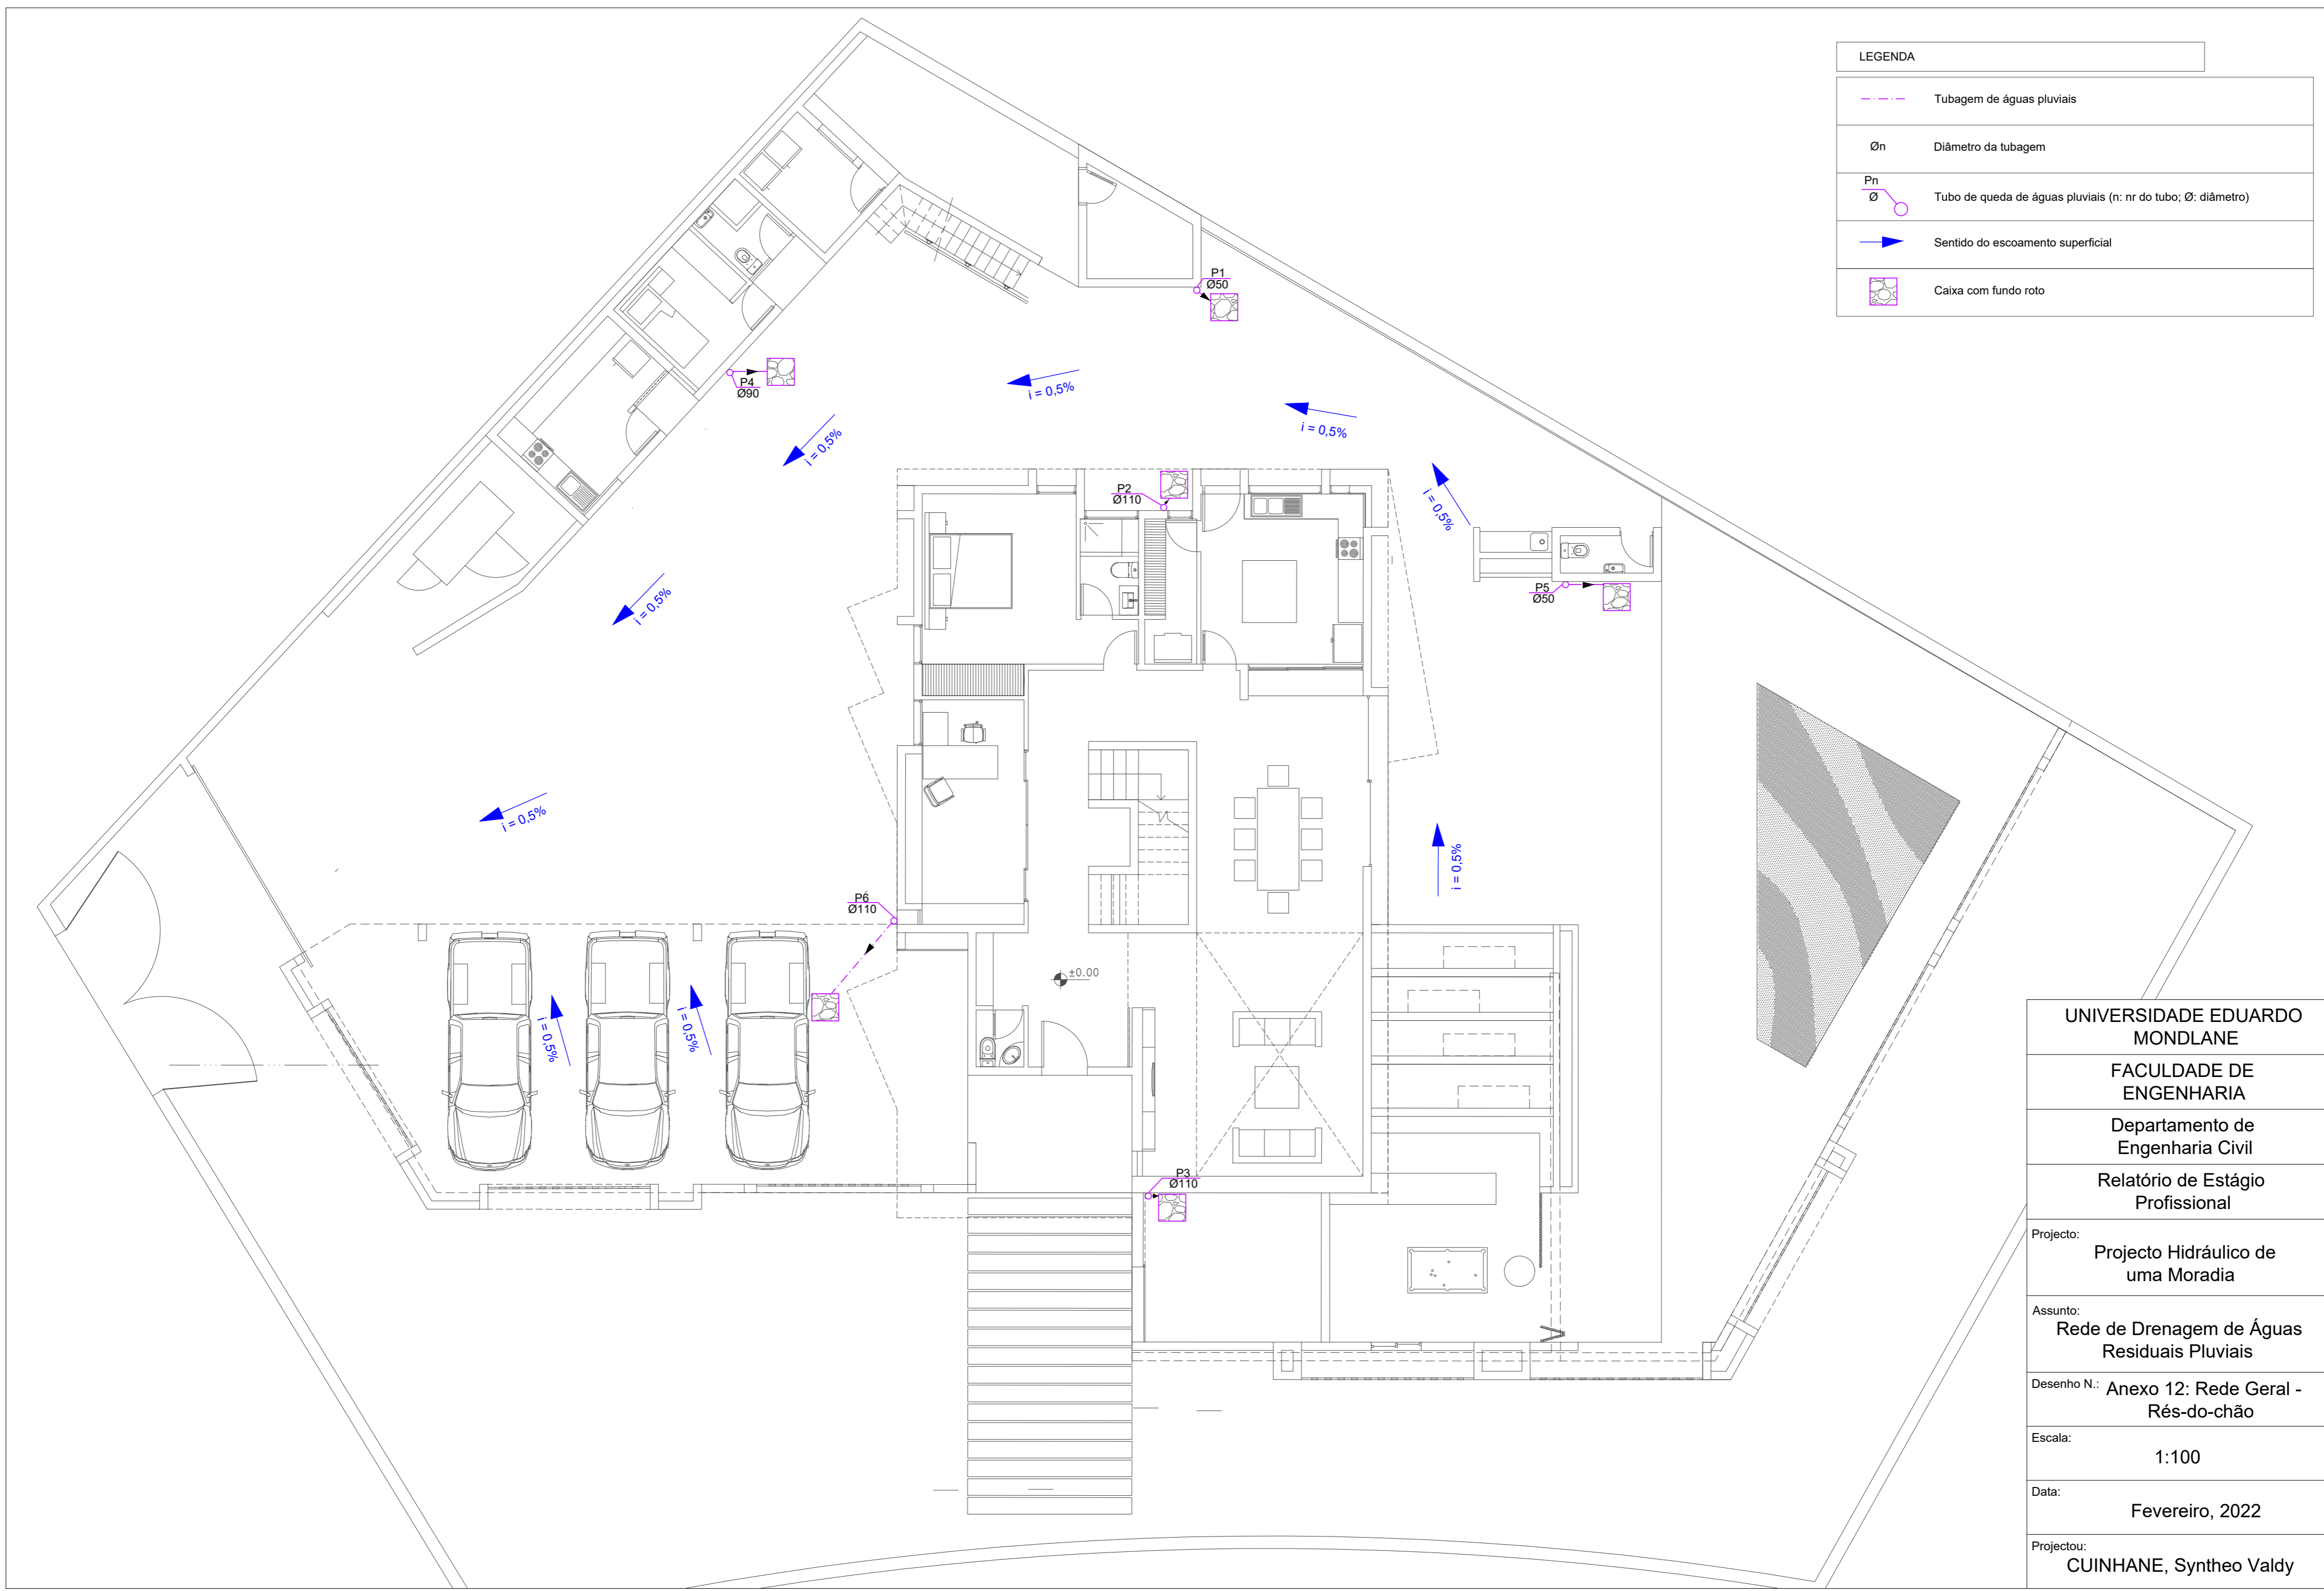 LEGENDA
Tubagem de águas pluviais
Øn
Diâmetro da tubagem
Pn
Ø
Tubo de queda de águas pluviais (n: nr do tubo; Ø: diâmetro)
Sentido do escoamento superficial
Caixa com fundo roto
P1
Ø50
P4
Ø90
i = 0,5%
i = 0,5%
i = 0,5%
P2
Ø110
i = 0,5%
P5
Ø50
i = 0,5%
i = 0,5%
i = 0,5%
P6
Ø110
±0.00
i = 0,5%
i = 0,5%
P3
Ø110
UNIVERSIDADE EDUARDO
MONDLANE
FACULDADE DE
ENGENHARIA
Departamento de
Engenharia Civil
Relatório de Estágio
Profissional
Projecto:
Projecto Hidráulico de
uma Moradia
Assunto:
Rede de Drenagem de Águas
Residuais Pluviais
Desenho N.: Anexo 12: Rede Geral -
Rés-do-chão
Escala:
1:100
Data:
Fevereiro, 2022
Projectou:
CUINHANE, Syntheo Valdy